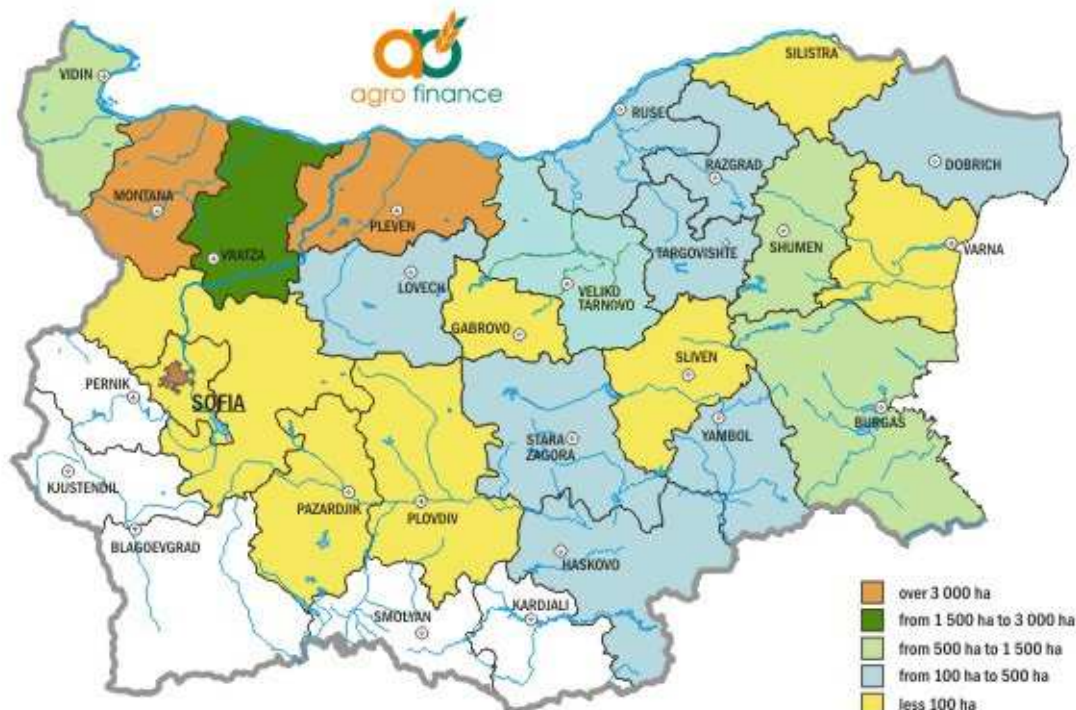 agro finance
SILISTRA
VIDIN
RUSE
RAZGRAD
DOBRICH
MONTANA
PLEVEN
VRATZA
TARGOVISHTE
SHUMEN
VARNA
LOVECH
VELIKO
TARNOVO
GABROVO
SLIVEN
PERNIK
SOFIA
BURGAS
STARA
ZAGORA
YAMBOL
KJUSTENDIL
PAZARDJIK
PLOVDIV
BLAGOEVGRAD
HASKOVO
SMOLYAN
KARDJALI
over 3 000 ha
from 1 500 ha to 3 000 ha
from 500 ha to 1 500 ha
from 100 ha to 500 ha
less 100 ha